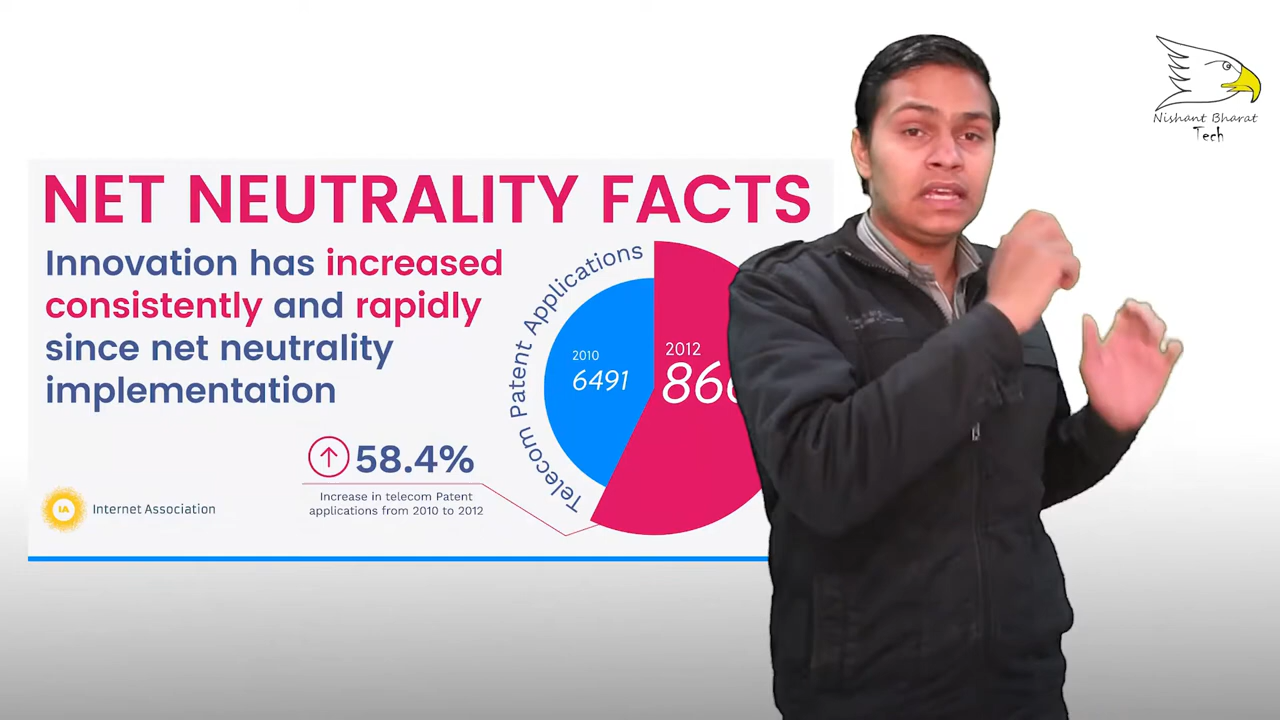 NET NEUTRALITY FACTS
Innovation has increased
consistently and rapidly
since net neutrality
implementation
58.4%
Increase in telecom Patent
applications from 2010 to 2012
IA
Internet Association
Telecom Patent Applications
2010
6491
2012
Nishant Bharat
Tech